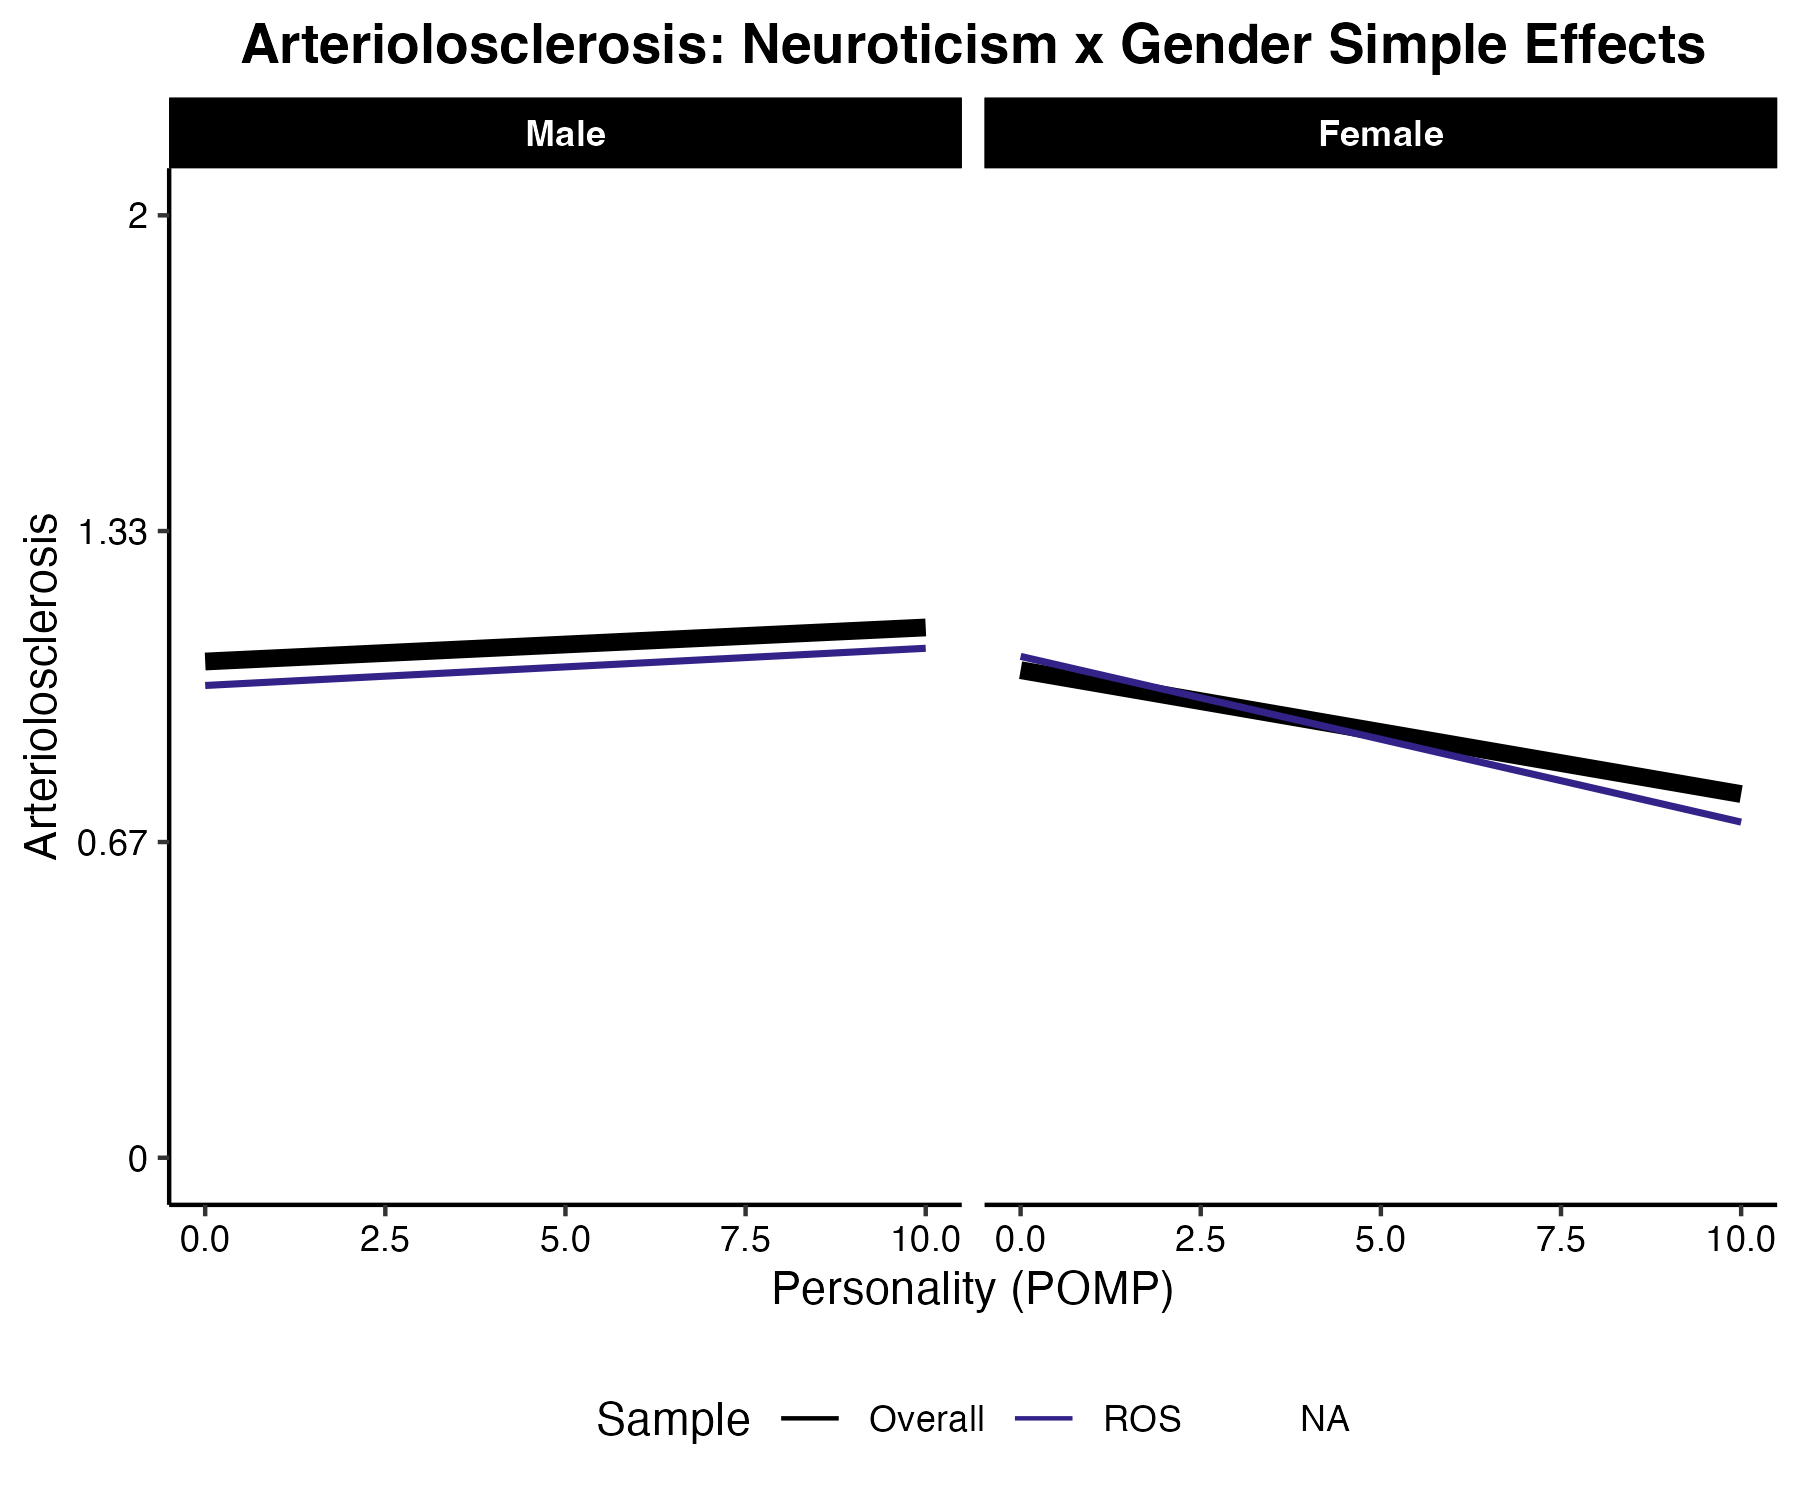 Arteriolosclerosis: Neuroticism x Gender Simple Effects
Male
Female
Arteriolosclerosis
2
1.33
0.67
0
0.0 2.5 5.0 7.5 10.0
0.0 2.5 5.0 7.5 10.0
Personality (POMP)
Sample Overall ROS NA